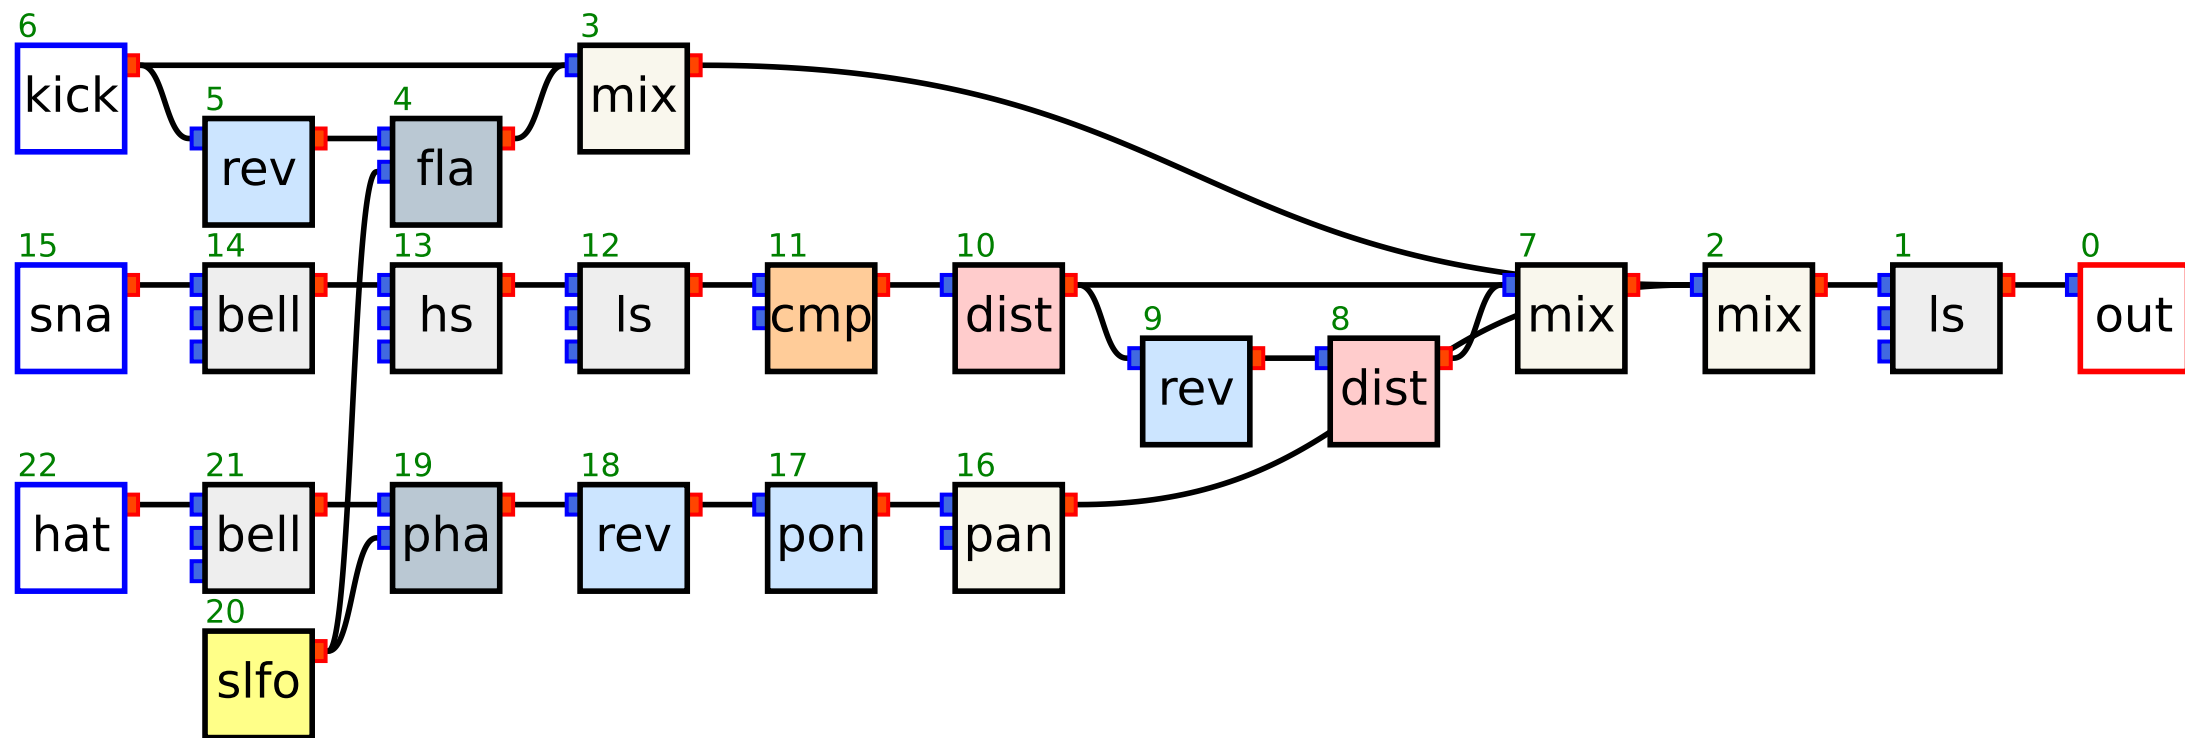 6 3
kick mix
5 4
rev fla
15 14 13 12 11 10 7 2 1 0
sna bell hs ls cmp dist mix mix ls out
9 8
rev dist
22 21 19 18 17 16
hat bell pha rev pon pan
20
slfo